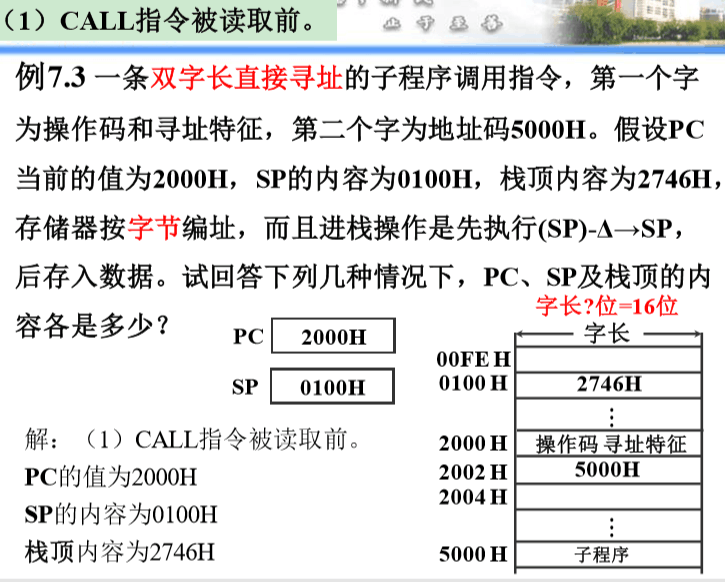 （1）CALL指令被读取前。
止于至善
例7.3 一条双字长直接寻址的子程序调用指令，第一个字
为操作码和寻址特征，第二个字为地址码5000H。假设PC
当前的值为2000H，SP的内容为0100H，栈顶内容为2746H，
存储器按字节编址，而且进栈操作是先执行(SP)-Δ→SP，
后存入数据。试回答下列几种情况下，PC、SP及栈顶的内
容各是多少？
字长?位=16位
字长
PC 2000H
SP 0100H
00FE H
0100 H 2746H
⋮
2000 H 操作码 寻址特征
2002 H 5000H
2004 H
⋮
5000 H 子程序
解：（1）CALL指令被读取前。
PC的值为2000H
SP的内容为0100H
栈顶内容为2746H